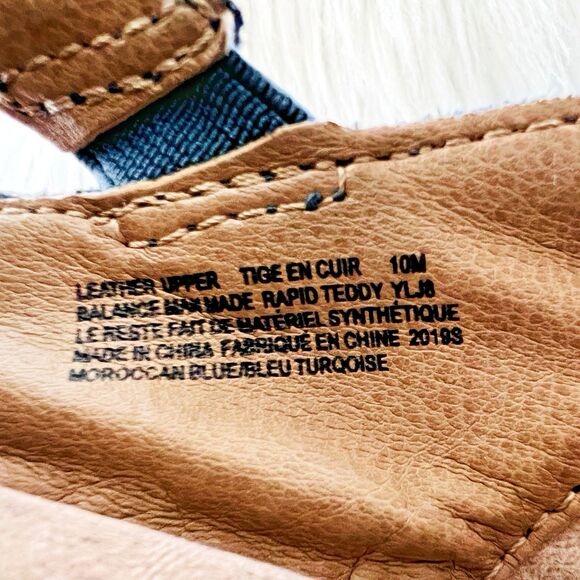 LEATHER UPPER TIGE EN CUIR 10M
BALANCE MAN MADE RAPID TEDDY YLJ8
LE RESTE FAIT DE MATÉRIEL SYNTHÉTIQUE
MADE IN CHINA FABRIQUÉ EN CHINE 2019S
MOROCCAN BLUE/BLEU TURQOISE